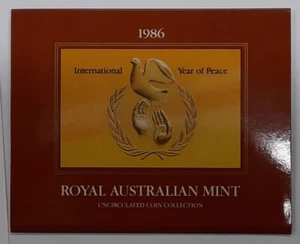 1986
International Year of Peace
ROYAL AUSTRALIAN MINT
UNCIRCULATED COIN COLLECTION